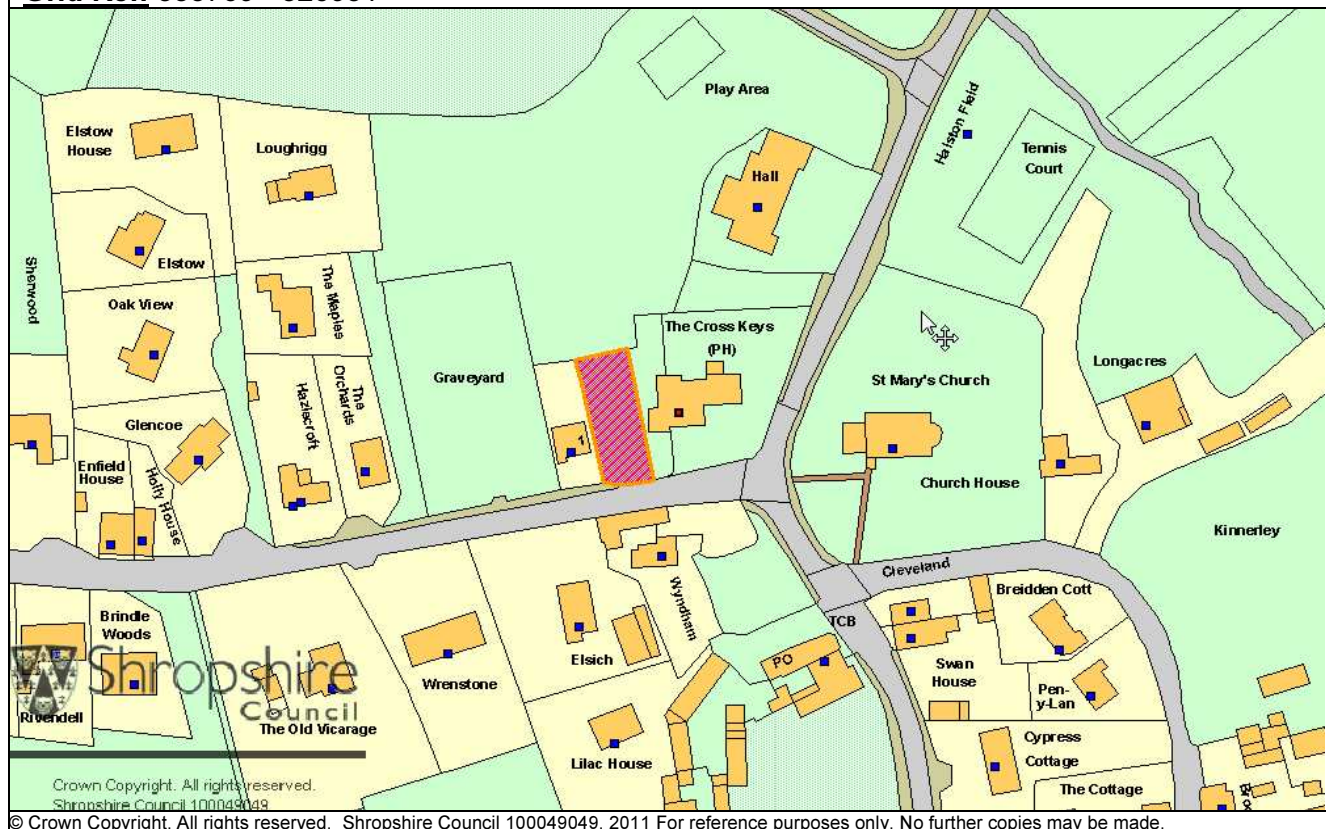 Play Area
Elstow
House
Loughrigg
Halston Field
Tennis
Court
Hall
Sherwood
Elstow
The Maples
Oak View
The Cross Keys
(PH)
Longacres
Graveyard
The
Orchards
St Mary's Church
Hazlecroft
Glencoe
1
Enfield
House
Holly House
Church House
Kinnerley
Cleveland
Breidden Cott
Wyndham
Brindle
Woods
TCB
Elsich
PO
Swan
House
Shropshire
Council
Wrenstone
Pen-
y-Lan
Rivendell
The Old Vicarage
Cypress
Cottage
Lilac House
The Cottage
Crown Copyright. All rights reserved.
Shropshire Council 100049049
© Crown Copyright. All rights reserved. Shropshire Council 100049049. 2011 For reference purposes only. No further copies may be made.